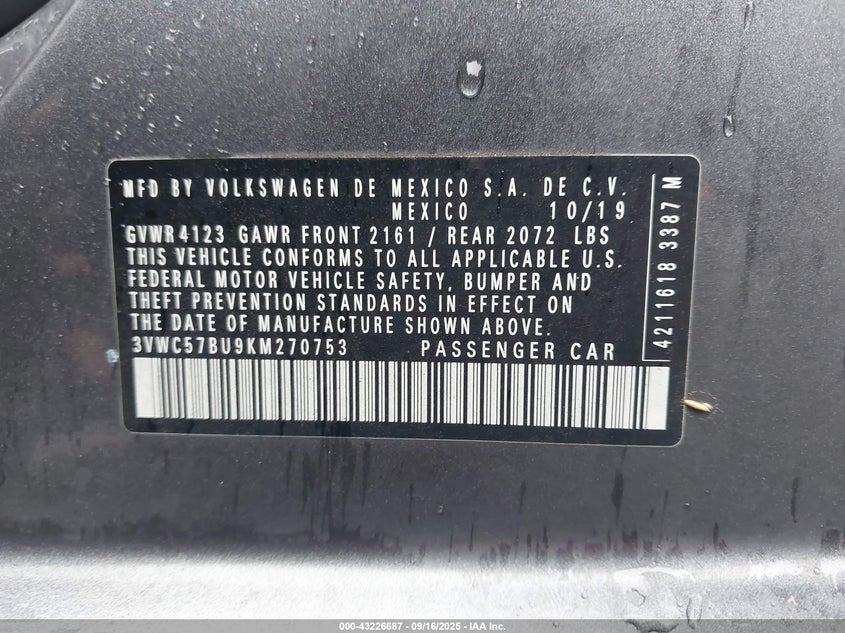 MFD BY VOLKSWAGEN DE MEXICO S.A. DE C.V.
MEXICO 10/19
GVWR 4123 GAWR FRONT 2161 / REAR 2072 LBS
THIS VEHICLE CONFORMS TO ALL APPLICABLE U.S.
FEDERAL MOTOR VEHICLE SAFETY, BUMPER AND
THEFT PREVENTION STANDARDS IN EFFECT ON
THE DATE OF MANUFACTURE SHOWN ABOVE.
3VWC57BU9KM270753 PASSENGER CAR
4211618 3387 M
000-43226687 - 09/16/2025 - IAA Inc.